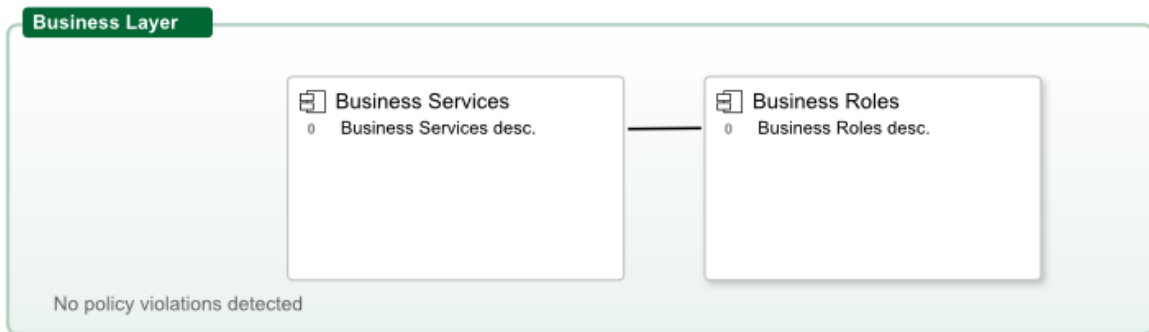 Business Layer
Business Services
0 Business Services desc.
Business Roles
0 Business Roles desc.
No policy violations detected